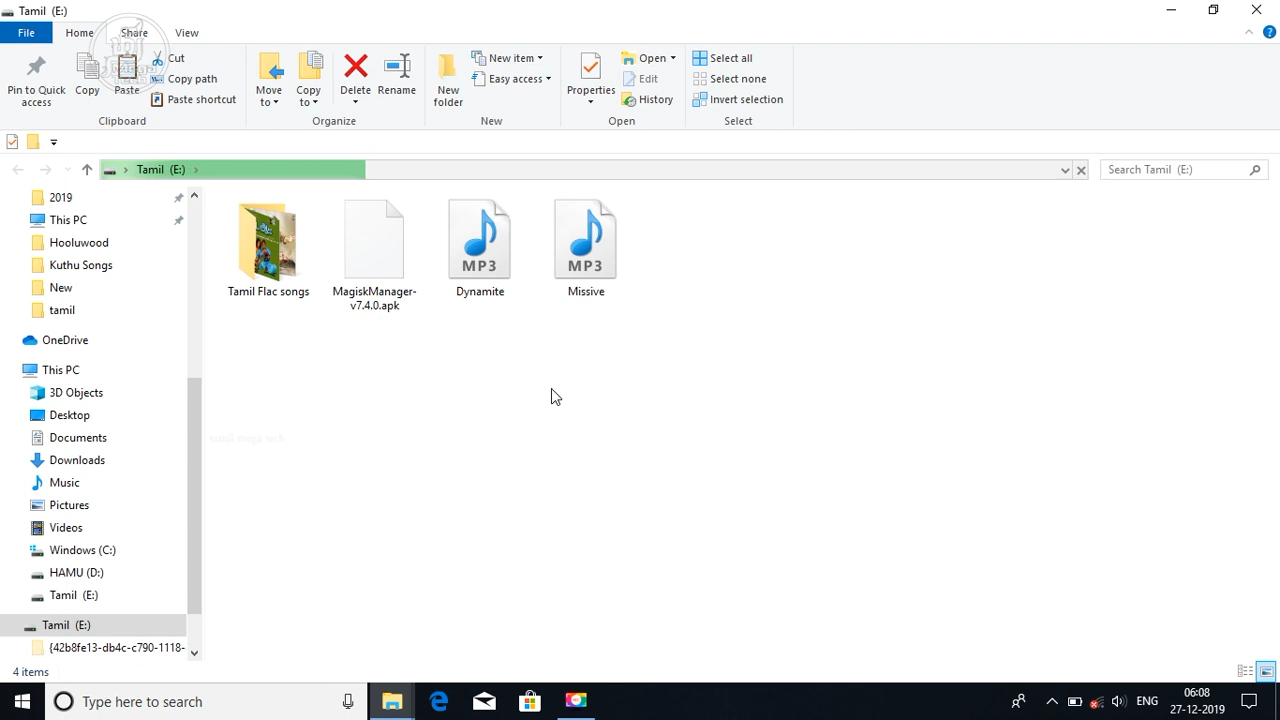 Tamil (E:)
File
Home
Share
View
Pin to Quick access
Copy
Paste
Cut
Copy path
Paste shortcut
Clipboard
Move to
Copy to
Delete
Rename
Organize
New folder
New item
Easy access
New
Properties
Open
Edit
History
Open
Select all
Select none
Invert selection
Select
Tamil (E:)
Search Tamil (E:)
2019
This PC
Hooluwood
Kuthu Songs
New
tamil
OneDrive
This PC
3D Objects
Desktop
Documents
Downloads
Music
Pictures
Videos
Windows (C:)
HAMU (D:)
Tamil (E:)
Tamil (E:)
{42b8fe13-db4c-c790-1118-
Tamil Flac songs
MagiskManager-
v7.4.0.apk
MP3
Dynamite
MP3
Missive
4 items
Type here to search
ENG
06:08
27-12-2019